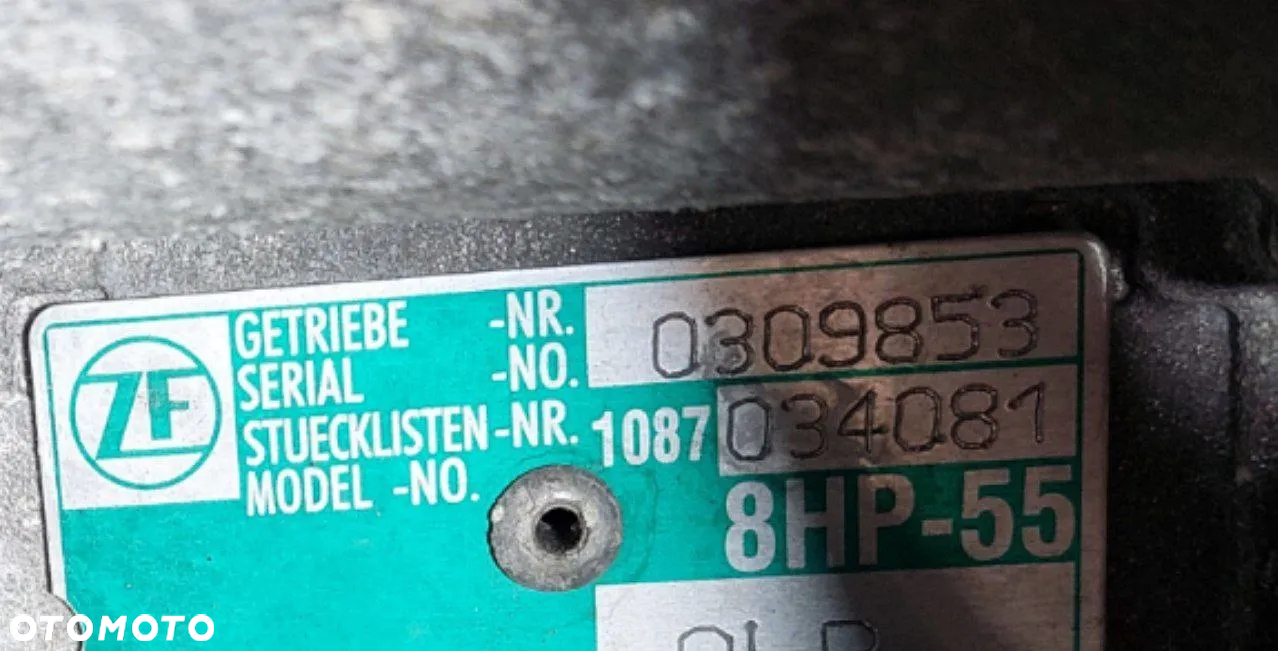 ZF
GETRIEBE -NR. 0309853
SERIAL -NO.
STUECKLISTEN-NR. 1087 034081
MODEL -NO.
8HP-55
OTOMOTO